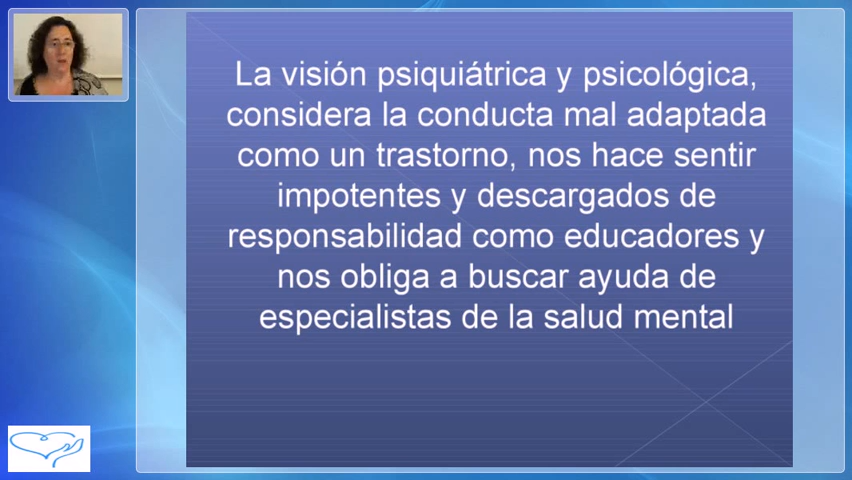 La visión psiquiátrica y psicológica,
considera la conducta mal adaptada
como un trastorno, nos hace sentir
impotentes y descargados de
responsabilidad como educadores y
nos obliga a buscar ayuda de
especialistas de la salud mental